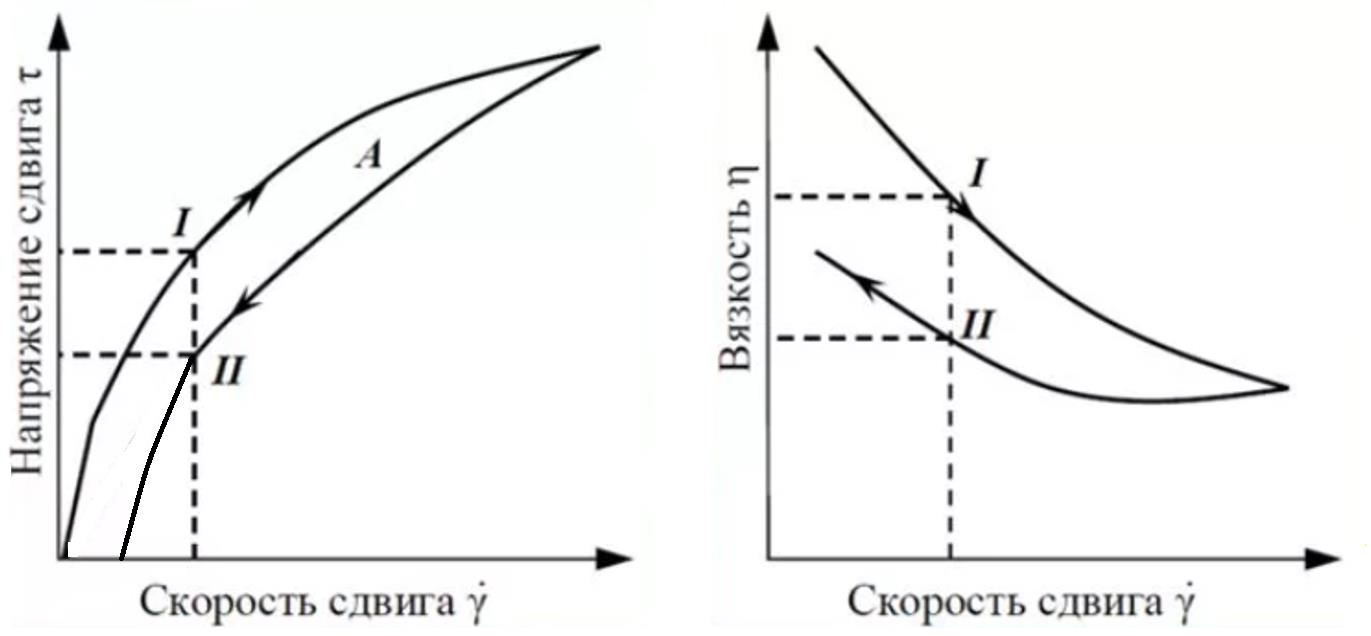 Напряжение сдвига τ
I
A
II
Скорость сдвига γ̇
Вязкость η
I
II
Скорость сдвига γ̇